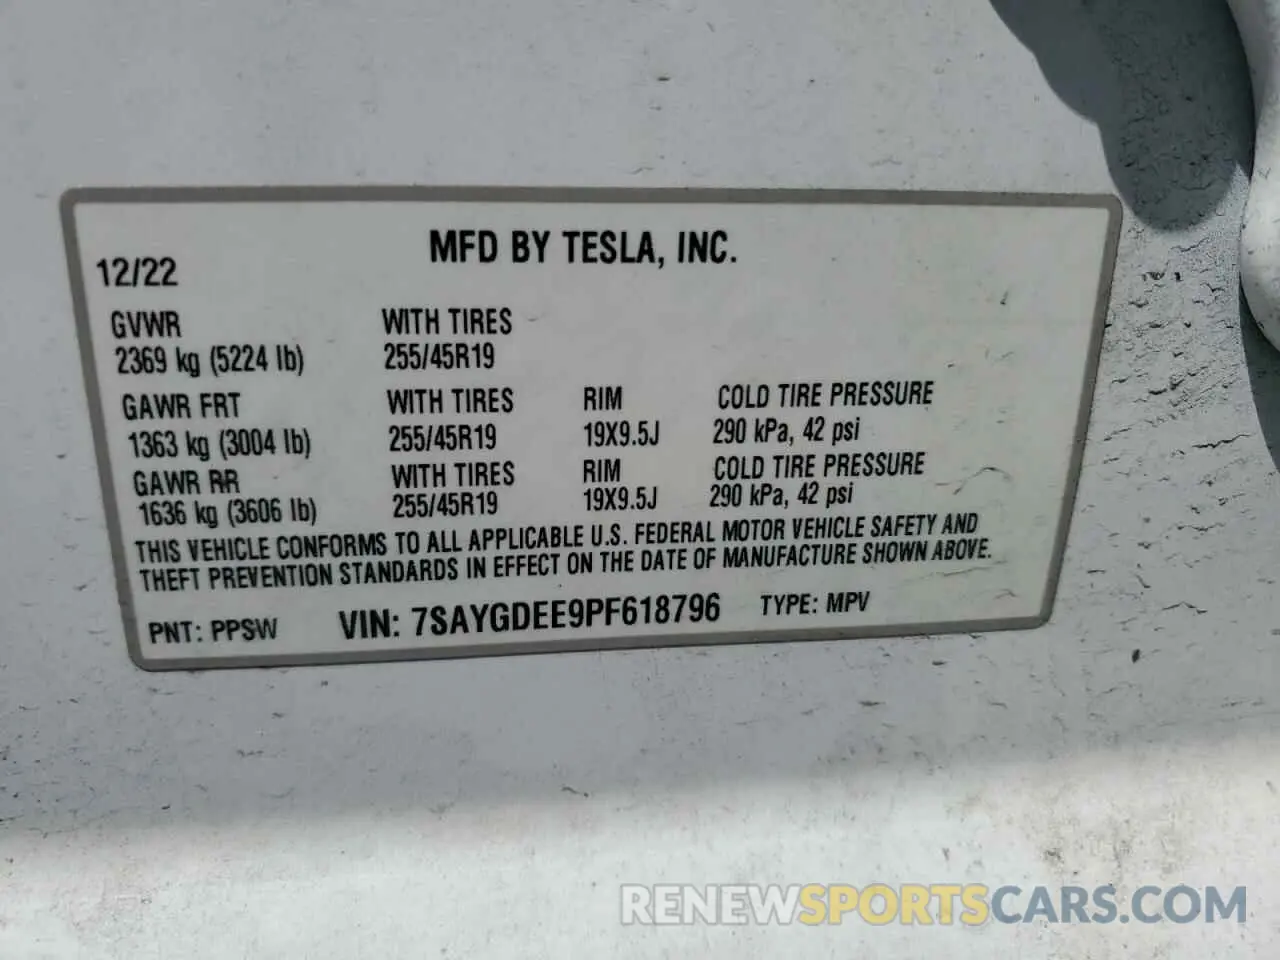 MFD BY TESLA, INC.
12/22
GVWR WITH TIRES
2369 kg (5224 lb) 255/45R19
GAWR FRT WITH TIRES RIM COLD TIRE PRESSURE
1363 kg (3004 lb) 255/45R19 19X9.5J 290 kPa, 42 psi
GAWR RR WITH TIRES RIM COLD TIRE PRESSURE
1636 kg (3606 lb) 255/45R19 19X9.5J 290 kPa, 42 psi
THIS VEHICLE CONFORMS TO ALL APPLICABLE U.S. FEDERAL MOTOR VEHICLE SAFETY AND
THEFT PREVENTION STANDARDS IN EFFECT ON THE DATE OF MANUFACTURE SHOWN ABOVE.
PNT: PPSW VIN: 7SAYGDEE9PF618796 TYPE: MPV
RENEWSPORTSCARS.COM